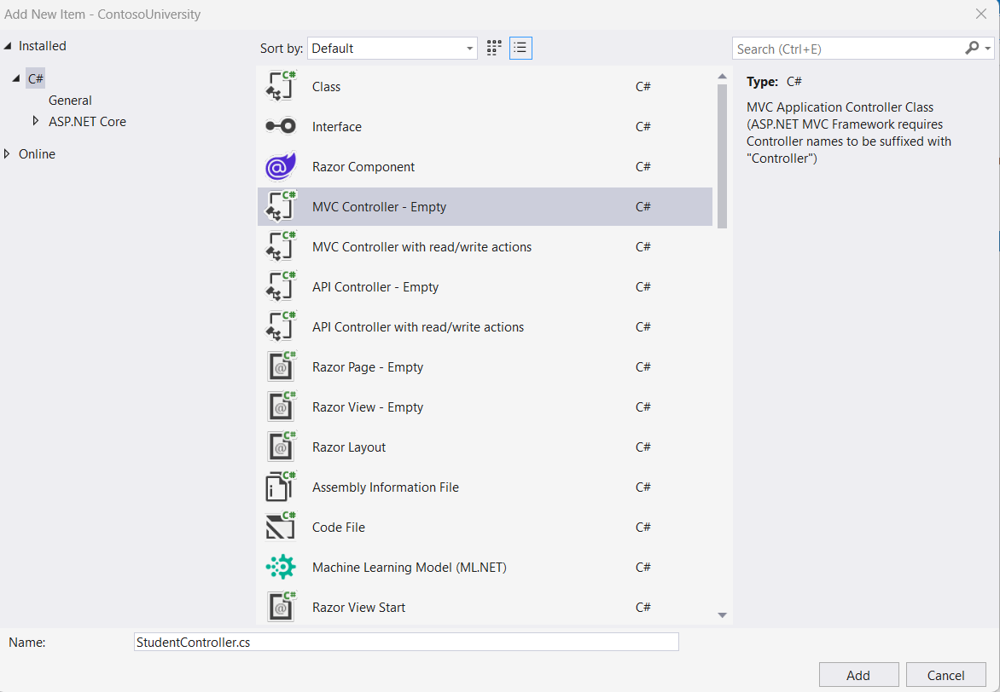 Add New Item - ContosoUniversity
Installed
C#
General
ASP.NET Core
Online
Sort by: Default
Class C#
Interface C#
Razor Component C#
MVC Controller - Empty C#
MVC Controller with read/write actions C#
API Controller - Empty C#
API Controller with read/write actions C#
Razor Page - Empty C#
Razor View - Empty C#
Razor Layout C#
Assembly Information File C#
Code File C#
Machine Learning Model (ML.NET) C#
Razor View Start C#
Search (Ctrl+E)
Type: C#
MVC Application Controller Class
(ASP.NET MVC Framework requires
Controller names to be suffixed with
"Controller")
Name: StudentController.cs
Add Cancel